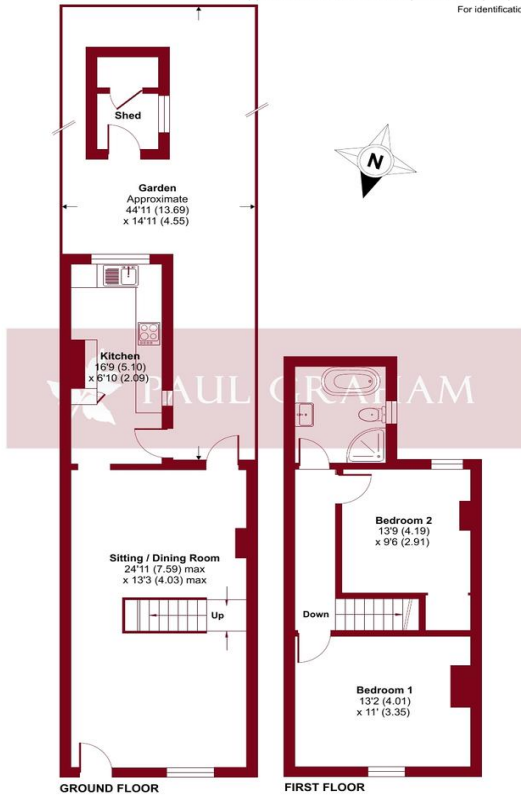 For identificatio
Shed
N
Garden
Approximate
44'11 (13.69)
x 14'11 (4.55)
Kitchen
16'9 (5.10)
x 6'10 (2.09)
PAUL GRAHAM
Bedroom 2
13'9 (4.19)
x 9'6 (2.91)
Sitting / Dining Room
24'11 (7.59) max
x 13'3 (4.03) max
Up
Down
Bedroom 1
13'2 (4.01)
x 11' (3.35)
GROUND FLOOR
FIRST FLOOR